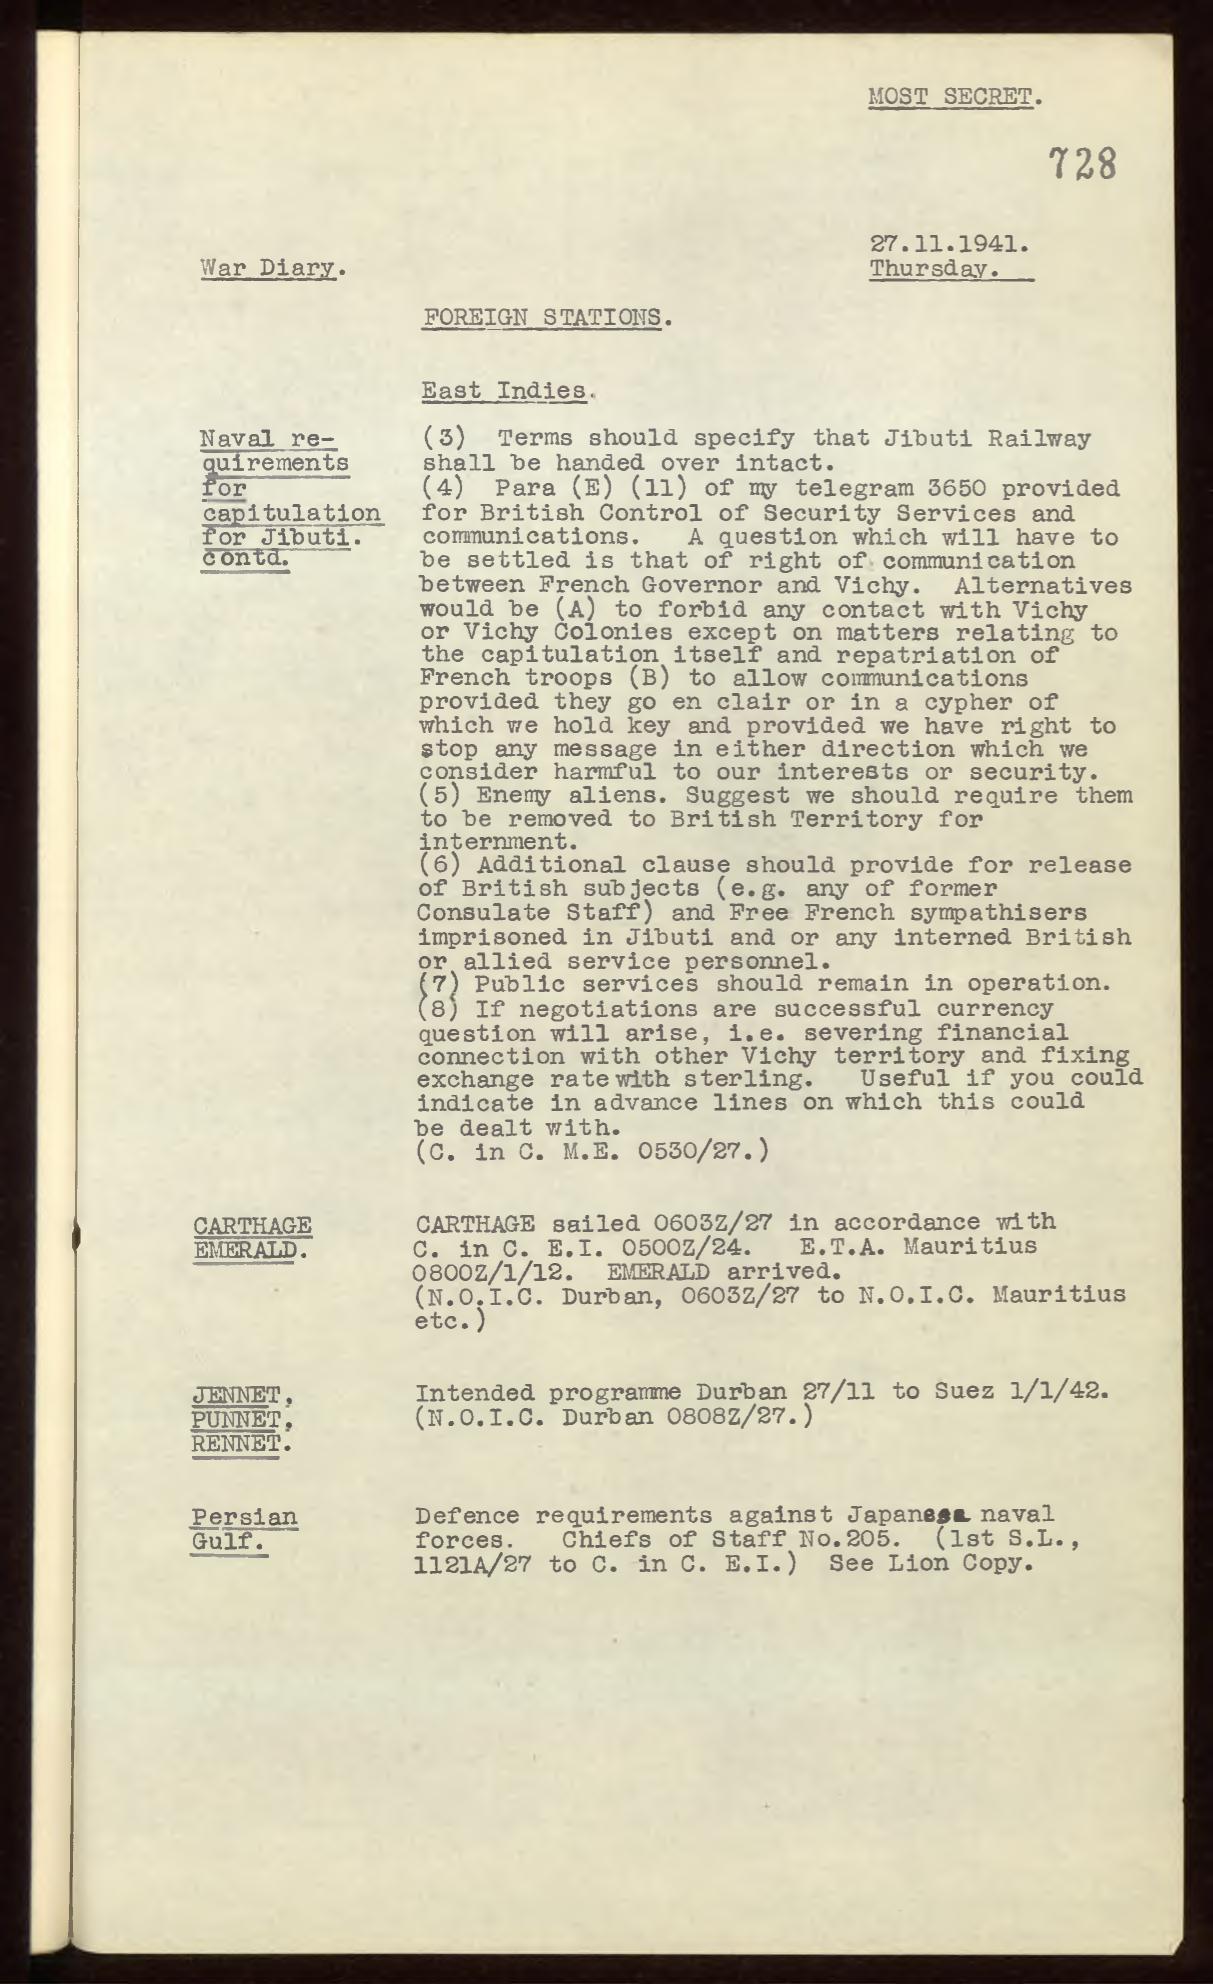 MOST SECRET.
728
27.11.1941.
War Diary.
Thursday.
FOREIGN STATIONS.
East Indies.
Naval re-
quirements
for
capitulation
for Jibuti.
contd.
(3) Terms should specify that Jibuti Railway
shall be handed over intact.
(4) Para (E) (11) of my telegram 3650 provided
for British Control of Security Services and
communications. A question which will have to
be settled is that of right of communication
between French Governor and Vichy. Alternatives
would be (A) to forbid any contact with Vichy
or Vichy Colonies except on matters relating to
the capitulation itself and repatriation of
French troops (B) to allow communications
provided they go en clair or in a cypher of
which we hold key and provided we have right to
stop any message in either direction which we
consider harmful to our interests or security.
(5) Enemy aliens. Suggest we should require them
to be removed to British Territory for
internment.
(6) Additional clause should provide for release
of British subjects (e.g. any of former
Consulate Staff) and Free French sympathisers
imprisoned in Jibuti and or any interned British
or allied service personnel.
(7) Public services should remain in operation.
(8) If negotiations are successful currency
question will arise, i.e. severing financial
connection with other Vichy territory and fixing
exchange rate with sterling. Useful if you could
indicate in advance lines on which this could
be dealt with.
(C. in C. M.E. 0530/27.)
CARTHAGE
EMERALD.
CARTHAGE sailed 0603Z/27 in accordance with
C. in C. E.I. 0500Z/24. E.T.A. Mauritius
0800Z/1/12. EMERALD arrived.
(N.O.I.C. Durban, 0603Z/27 to N.O.I.C. Mauritius
etc.)
JENNET,
PUNNET,
RENNET.
Intended programme Durban 27/11 to Suez 1/1/42.
(N.O.I.C. Durban 0808Z/27.)
Persian
Gulf.
Defence requirements against Japanese naval
forces. Chiefs of Staff No.205. (1st S.L.,
1121A/27 to C. in C. E.I.) See Lion Copy.